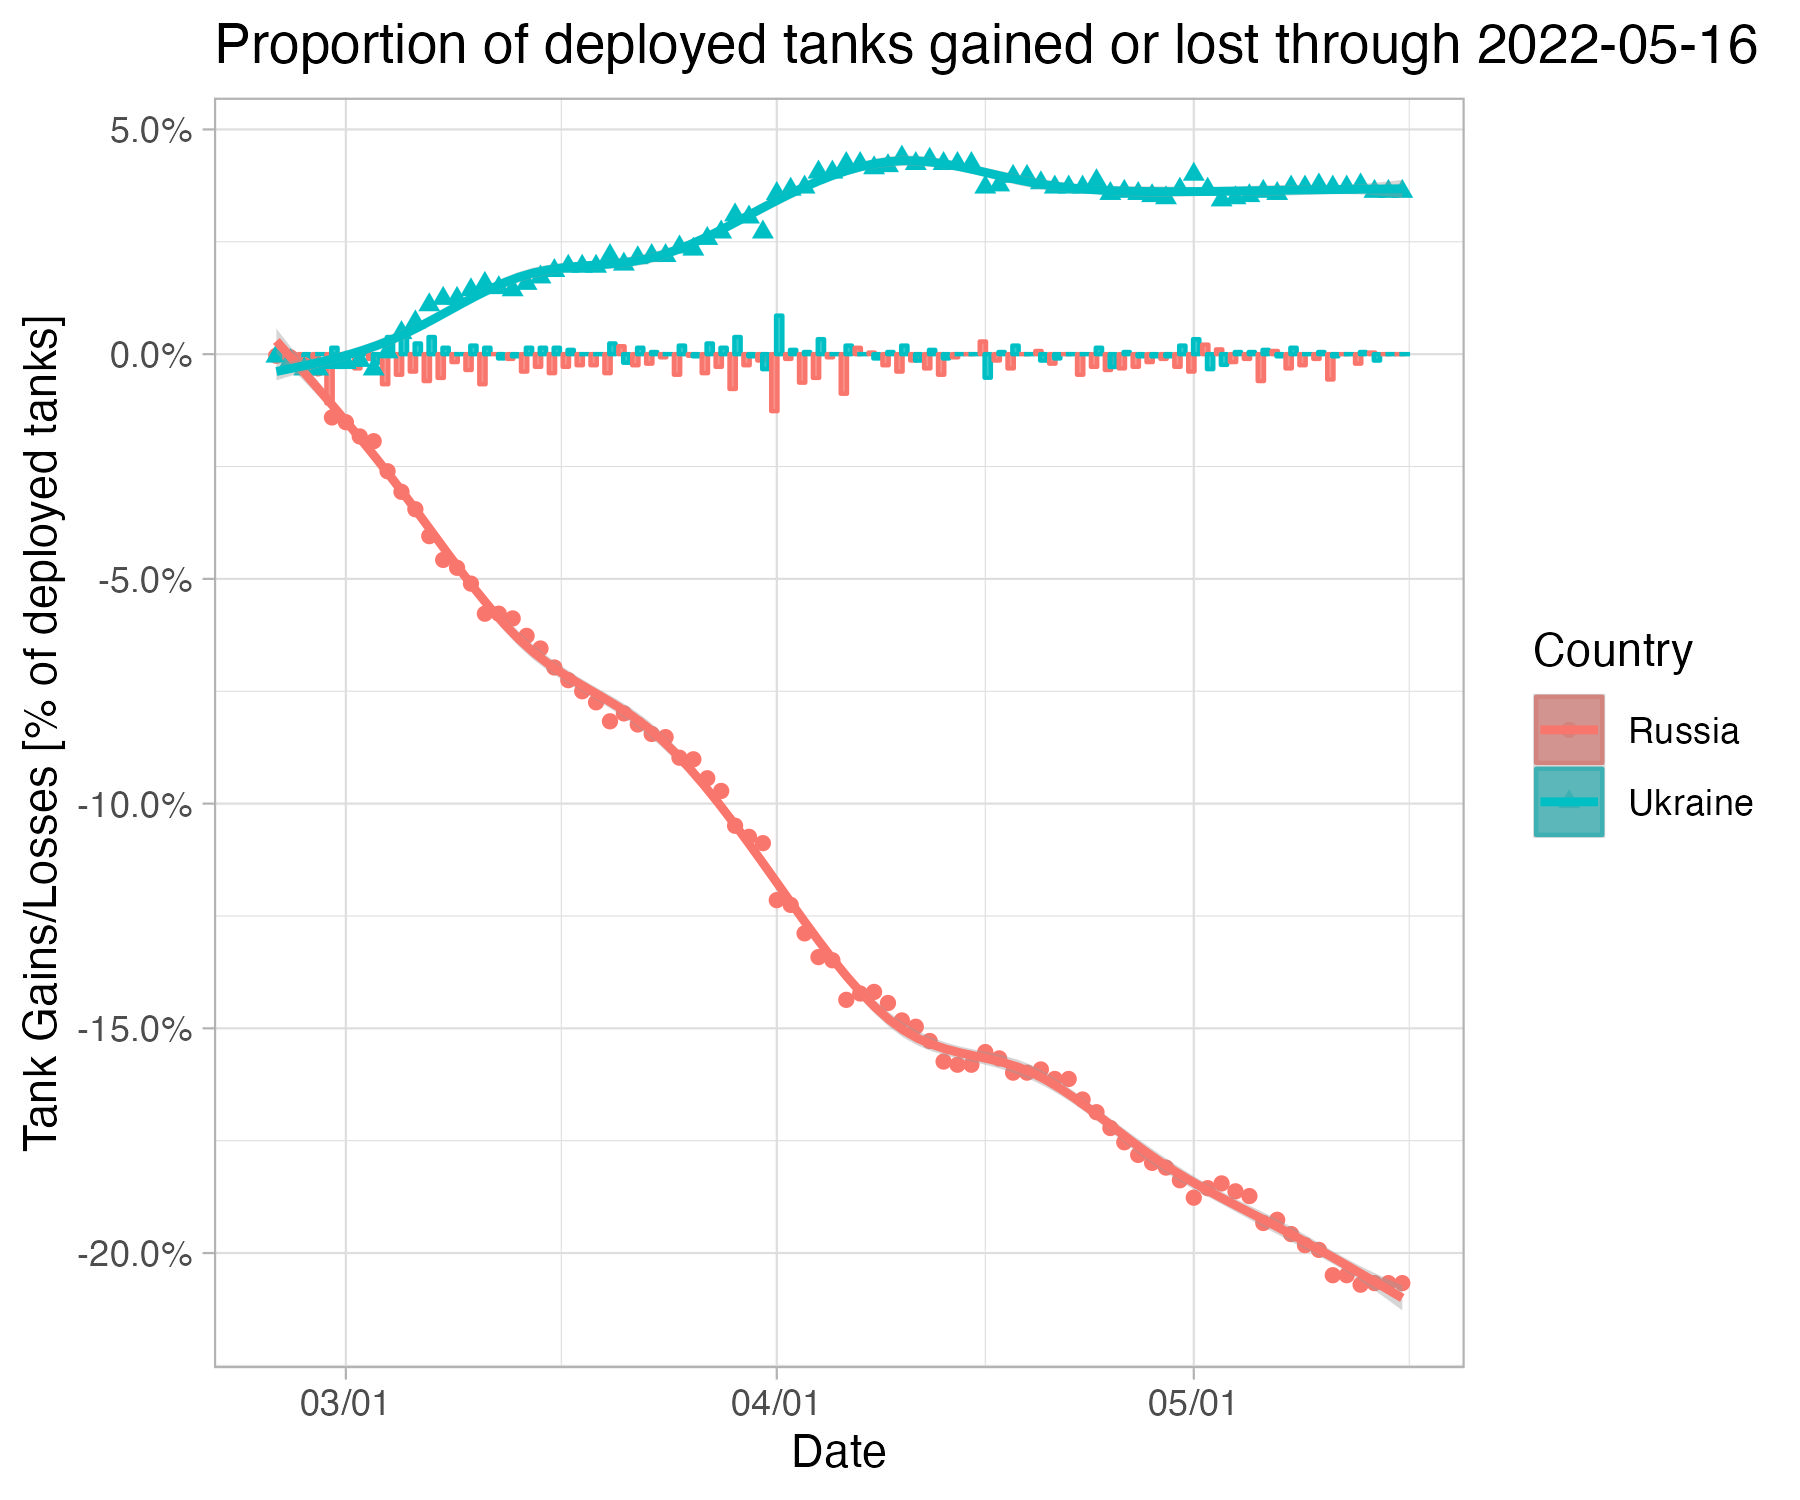 Proportion of deployed tanks gained or lost through 2022-05-16
Tank Gains/Losses [% of deployed tanks]
5.0%
0.0%
-5.0%
-10.0%
-15.0%
-20.0%
03/01
04/01
05/01
Date
Country
Russia
Ukraine